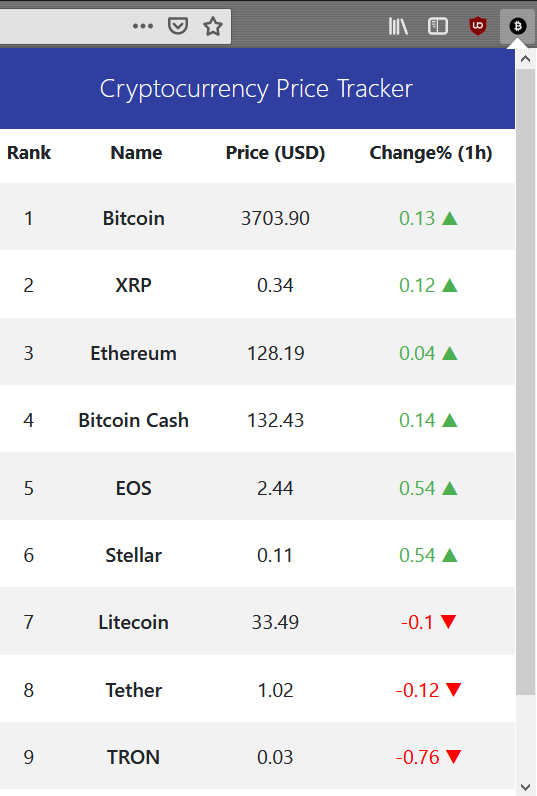 Cryptocurrency Price Tracker
Rank Name Price (USD) Change% (1h)
1 Bitcoin 3703.90 0.13 ▲
2 XRP 0.34 0.12 ▲
3 Ethereum 128.19 0.04 ▲
4 Bitcoin Cash 132.43 0.14 ▲
5 EOS 2.44 0.54 ▲
6 Stellar 0.11 0.54 ▲
7 Litecoin 33.49 -0.1 ▼
8 Tether 1.02 -0.12 ▼
9 TRON 0.03 -0.76 ▼